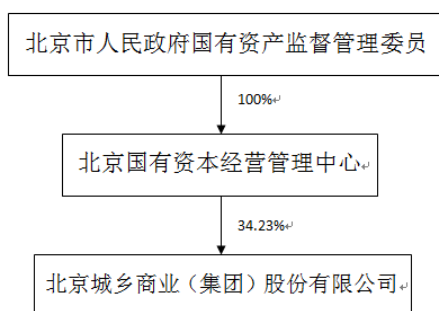 北京市人民政府国有资产监督管理委员
100%
北京国有资本经营管理中心
34.23%
北京城乡商业（集团）股份有限公司